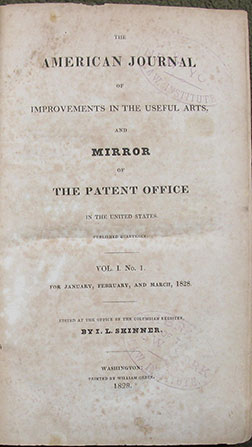 THE
AMERICAN JOURNAL
OF
IMPROVEMENTS IN THE USEFUL ARTS,
AND
MIRROR
OF
THE PATENT OFFICE
IN THE UNITED STATES.
PUBLISHED QUARTERLY.
VOL. I. No. 1.
FOR JANUARY, FEBRUARY, AND MARCH, 1828.
EDITED AT THE OFFICE OF THE COLUMBIAN REGISTER,
BY I. L. SKINNER.
WASHINGTON:
PRINTED BY WILLIAM GREER,
1828.